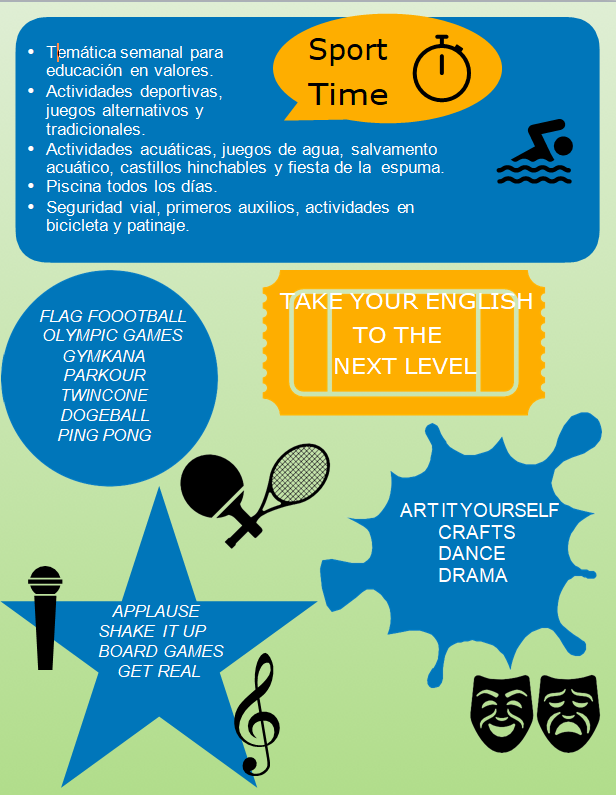 Sport
Time
• Temática semanal para
educación en valores.
• Actividades deportivas,
juegos alternativos y
tradicionales.
• Actividades acuáticas, juegos de agua, salvamento
acuático, castillos hinchables y fiesta de la espuma.
• Piscina todos los días.
• Seguridad vial, primeros auxilios, actividades en
bicicleta y patinaje.
FLAG FOOOTBALL
OLYMPIC GAMES
GYMKANA
PARKOUR
TWINCONE
DOGEBALL
PING PONG
TAKE YOUR ENGLISH
TO THE
NEXT LEVEL
ART IT YOURSELF
CRAFTS
DANCE
DRAMA
APPLAUSE
SHAKE IT UP
BOARD GAMES
GET REAL